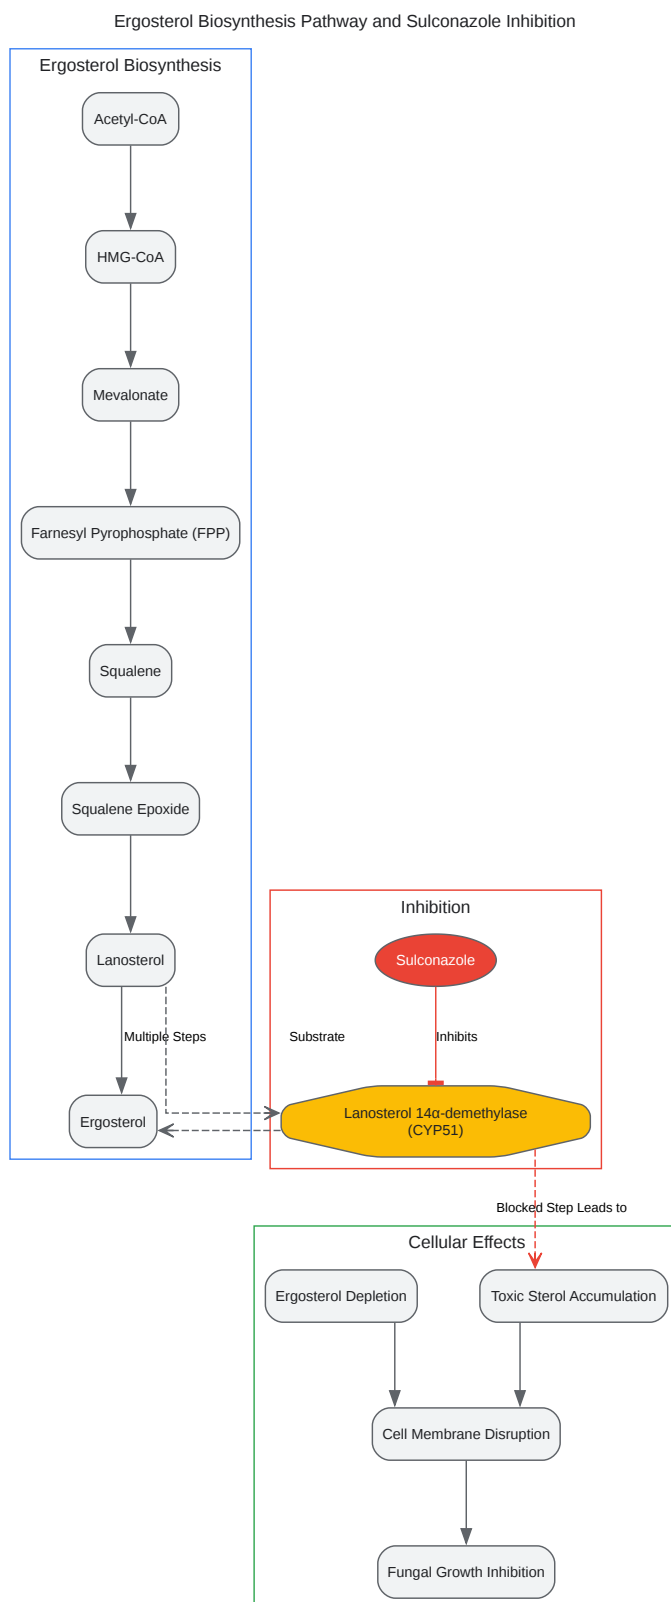 Ergosterol Biosynthesis Pathway and Sulconazole Inhibition
Ergosterol Biosynthesis
Acetyl-CoA
HMG-CoA
Mevalonate
Farnesyl Pyrophosphate (FPP)
Squalene
Squalene Epoxide
Lanosterol
Multiple Steps
Ergosterol
Inhibition
Sulconazole
Substrate
Inhibits
Lanosterol 14α-demethylase
(CYP51)
Blocked Step Leads to
Cellular Effects
Ergosterol Depletion
Toxic Sterol Accumulation
Cell Membrane Disruption
Fungal Growth Inhibition